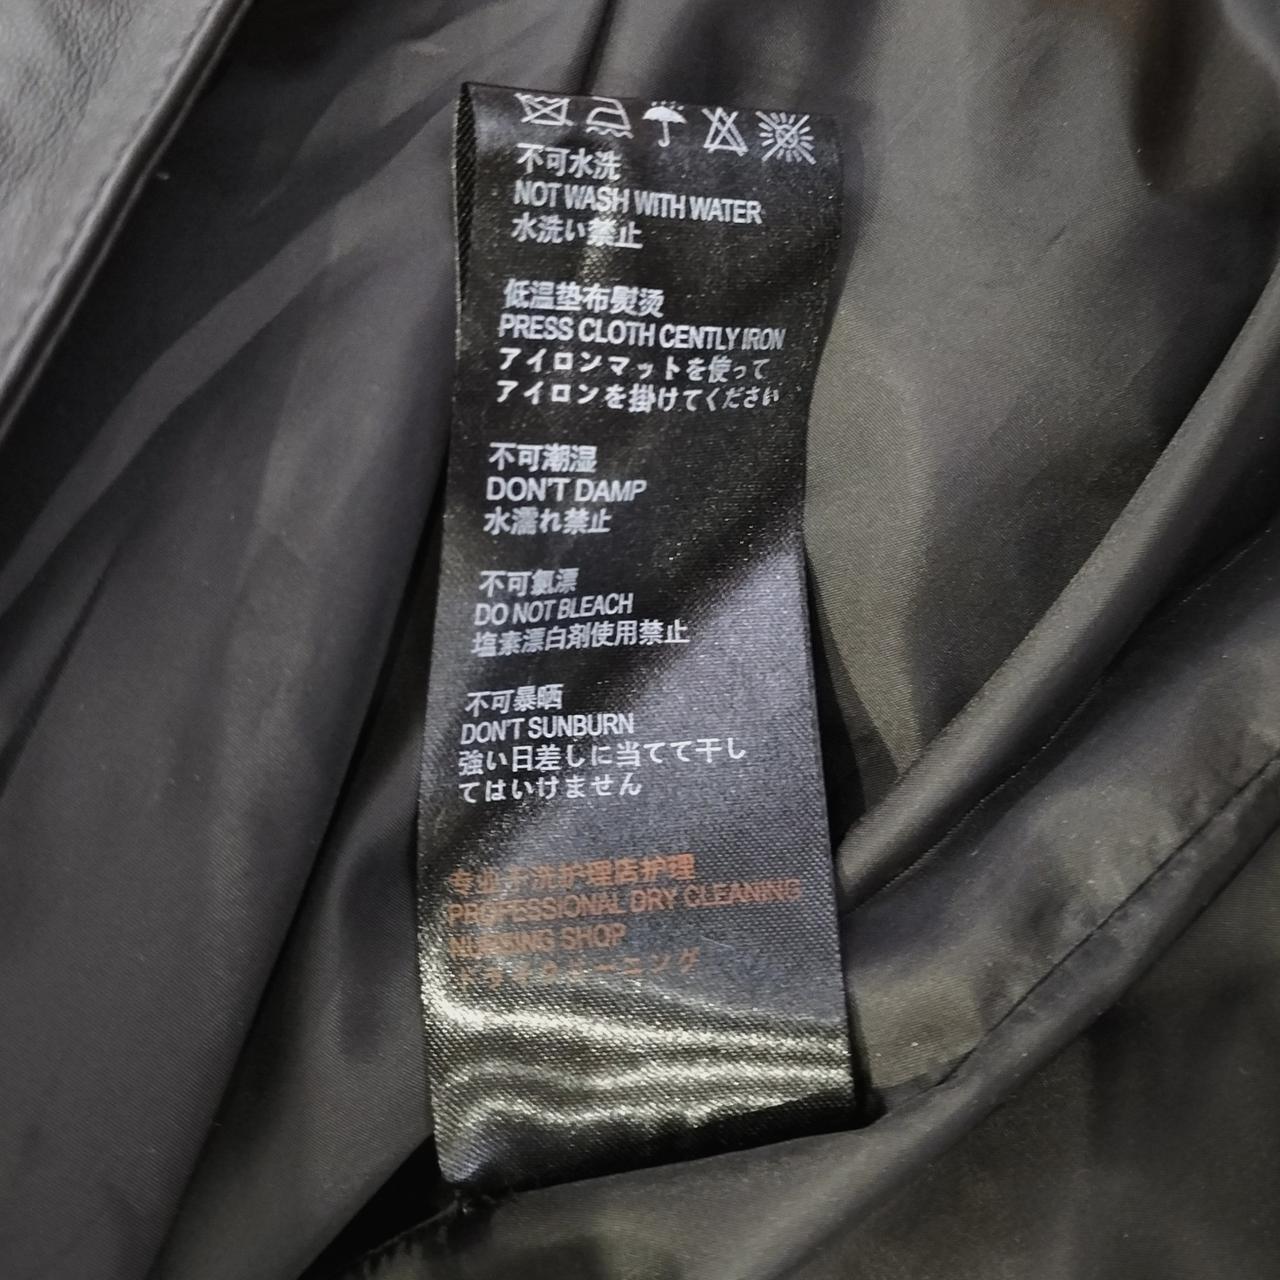 不可水洗
NOT WASH WITH WATER
水洗い禁止
低温垫布熨烫
PRESS CLOTH CENTLY IRON
アイロンマットを使って
アイロンを掛けてください
不可潮湿
DON'T DAMP
水濡れ禁止
不可氯漂
DO NOT BLEACH
塩素漂白剤使用禁止
不可暴晒
DON'T SUNBURN
強い日差しに当てて干し
てはいけません
专业干洗护理店护理
PROFESSIONAL DRY CLEANING
NURSING SHOP
ドライクリーニング